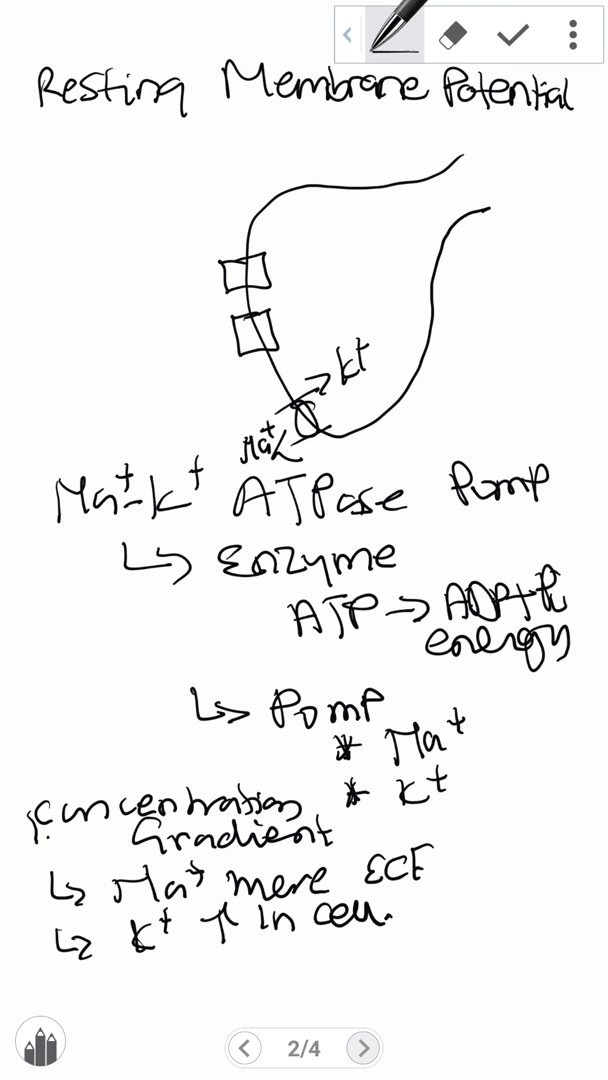 Resting Membrane Potential
K+
Na+
Na+-K+ ATPase Pump
↳ Enzyme
ATP → ADP+Pi
energy
↳ Pump
* Na+
* K+
Concentration
Gradient
↳ Na+ more ECF
↳ K+ ↑ in cell.
2/4